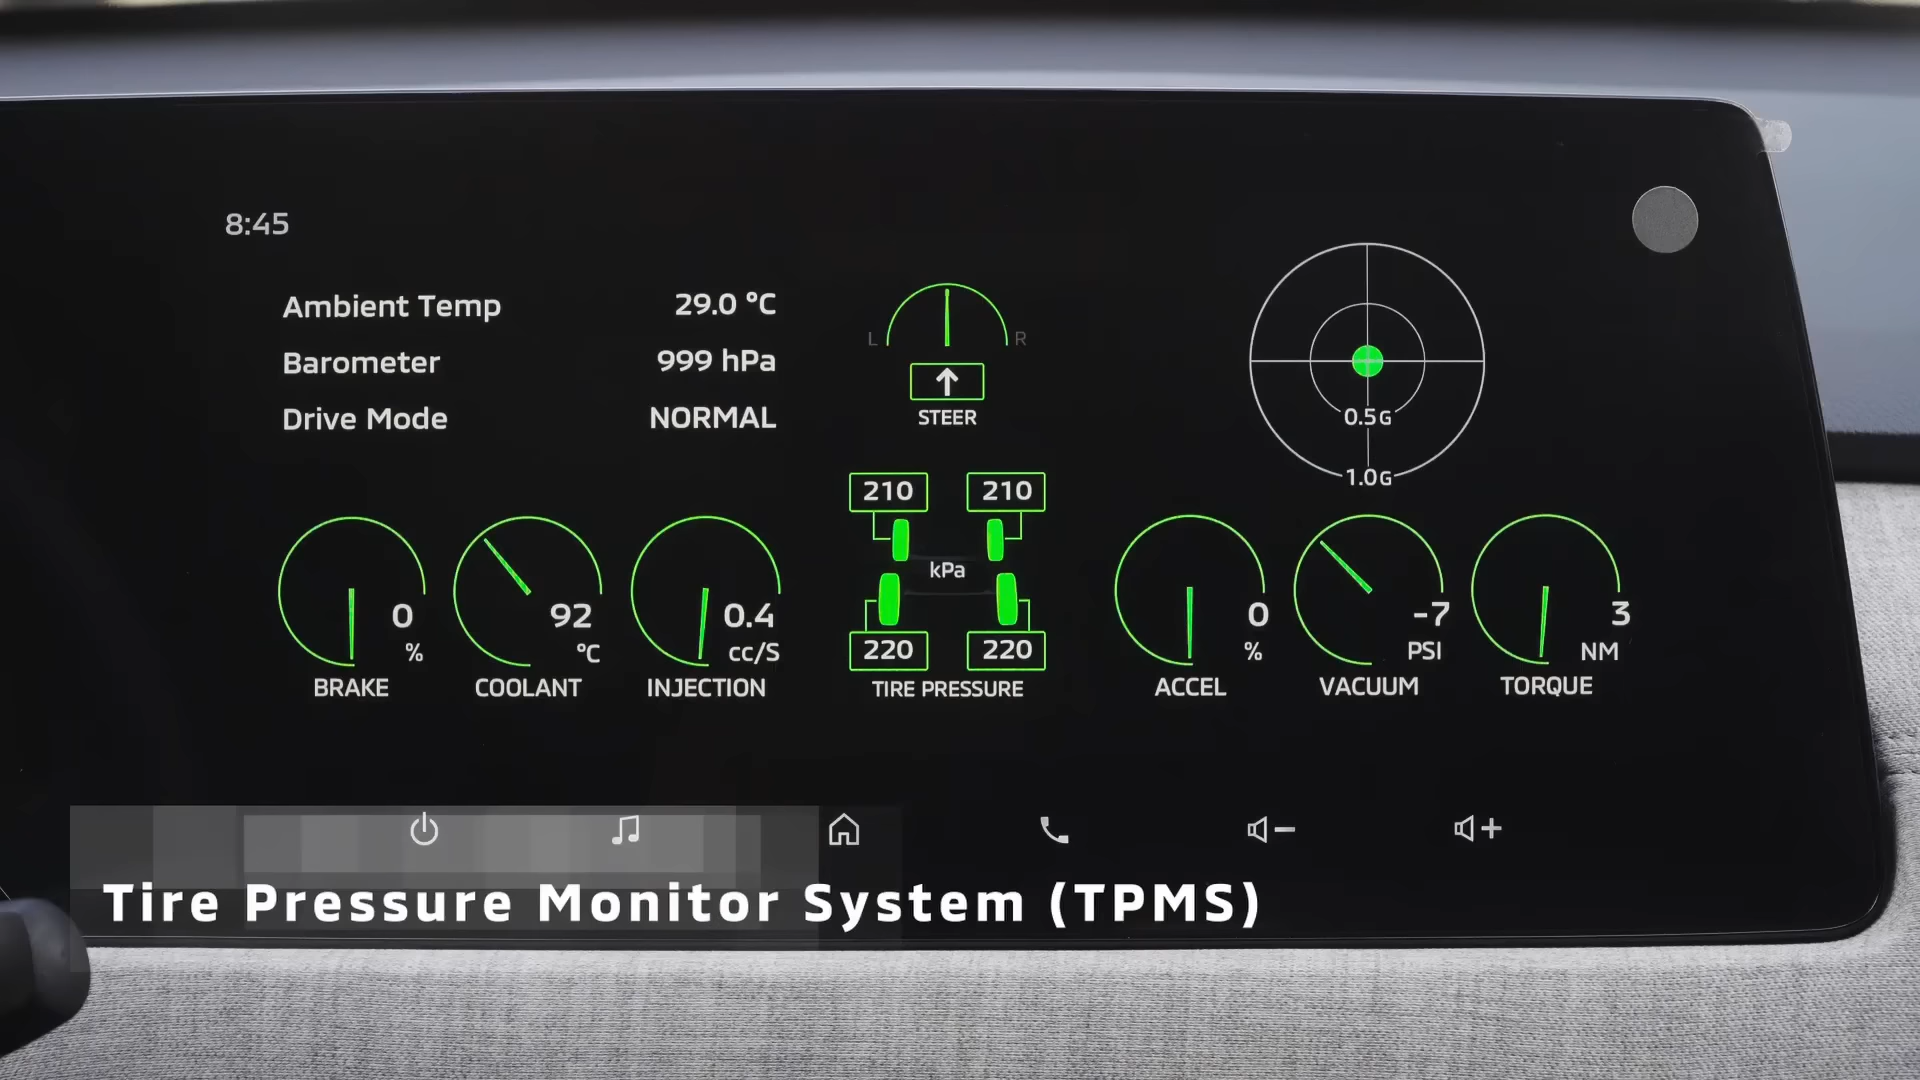 8:45
Ambient Temp 29.0 °C
Barometer 999 hPa
Drive Mode NORMAL
L R
STEER
0.5G
1.0G
210 210
kPa
220 220
TIRE PRESSURE
0
%
BRAKE
92
°C
COOLANT
0.4
cc/S
INJECTION
0
%
ACCEL
-7
PSI
VACUUM
3
NM
TORQUE
Tire Pressure Monitor System (TPMS)